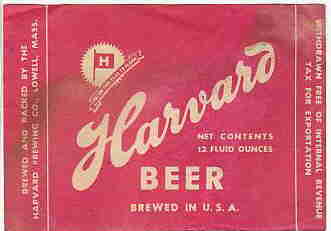 BREWED AND PACKED BY THE
HARVARD BREWING CO., LOWELL, MASS.
H
Harvard
NET CONTENTS
12 FLUID OUNCES
BEER
BREWED IN U.S.A.
WITHDRAWN FREE OF INTERNAL REVENUE
TAX FOR EXPORTATION